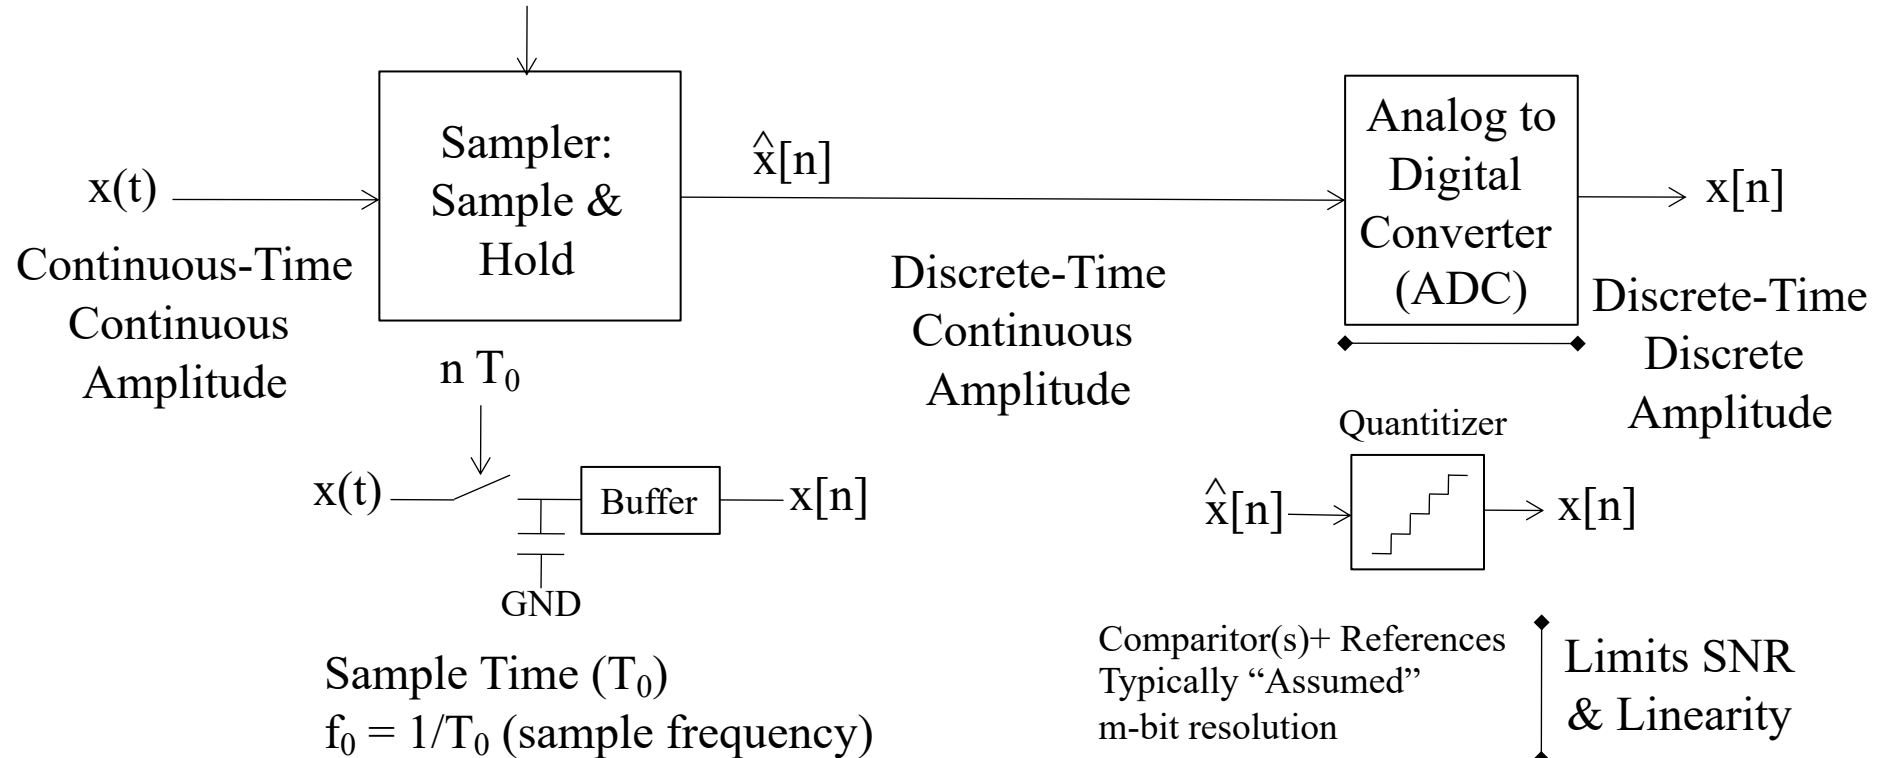 Sampler:
Sample &
Hold
x(t)
x̂[n]
Analog to
Digital
Converter
(ADC)
x[n]
Continuous-Time
Continuous
Amplitude
Discrete-Time
Continuous
Amplitude
Discrete-Time
Discrete
Amplitude
n T₀
x(t)
Buffer
x[n]
GND
Quantitizer
x̂[n]
x[n]
Sample Time (T₀)
f₀ = 1/T₀ (sample frequency)
Comparitor(s)+ References
Typically “Assumed”
m-bit resolution
Limits SNR
& Linearity